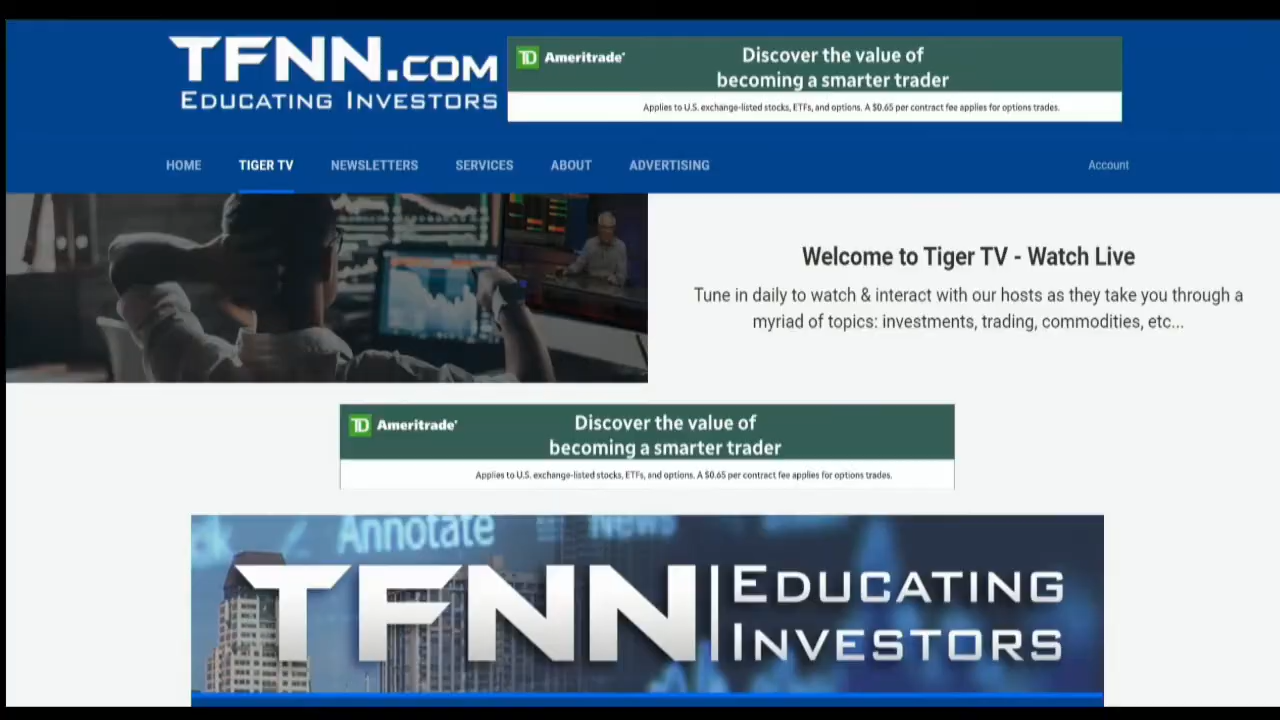 TFNN.COM
EDUCATING INVESTORS
TD Ameritrade
Discover the value of
becoming a smarter trader
Applies to U.S. exchange-listed stocks, ETFs, and options. A $0.65 per contract fee applies for options trades.
HOME TIGER TV NEWSLETTERS SERVICES ABOUT ADVERTISING Account
Welcome to Tiger TV - Watch Live
Tune in daily to watch & interact with our hosts as they take you through a
myriad of topics: investments, trading, commodities, etc...
TD Ameritrade
Discover the value of
becoming a smarter trader
Applies to U.S. exchange-listed stocks, ETFs, and options. A $0.65 per contract fee applies for options trades.
Annotate News
TFNN EDUCATING
INVESTORS